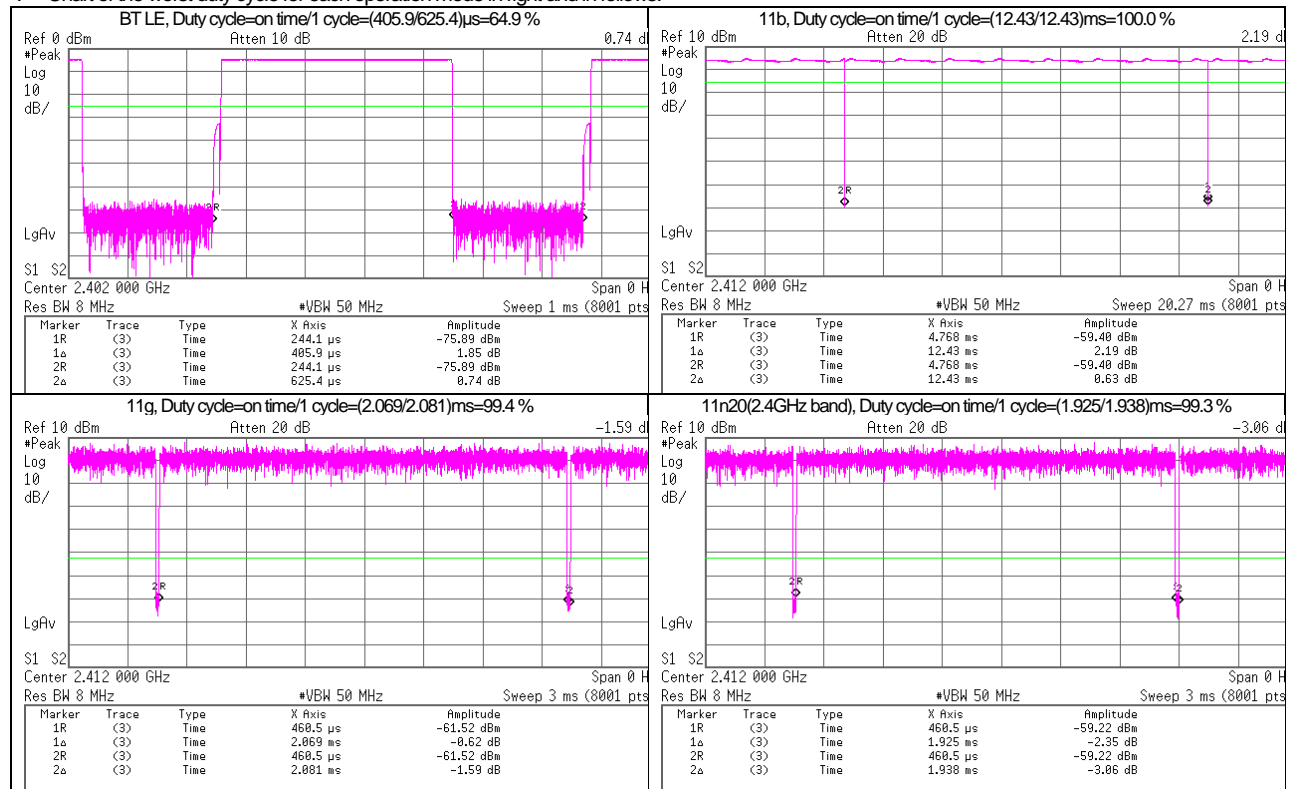 BT LE, Duty cycle=on time/1 cycle=(405.9/625.4)µs=64.9 %
Ref 0 dBm Atten 10 dB 0.74 d
#Peak
Log
10
dB/
2R
2
LgAv
S1 S2
Center 2.402 000 GHz Span 0 H
Res BW 8 MHz #VBW 50 MHz Sweep 1 ms (8001 pts
Marker Trace Type X Axis Amplitude
1R (3) Time 244.1 µs -75.89 dBm
1Δ (3) Time 405.9 µs 1.85 dB
2R (3) Time 244.1 µs -75.89 dBm
2Δ (3) Time 625.4 µs 0.74 dB
11b, Duty cycle=on time/1 cycle=(12.43/12.43)ms=100.0 %
Ref 10 dBm Atten 20 dB 2.19 d
#Peak
Log
10
dB/
2R
2
LgAv
S1 S2
Center 2.412 000 GHz Span 0 H
Res BW 8 MHz #VBW 50 MHz Sweep 20.27 ms (8001 pts
Marker Trace Type X Axis Amplitude
1R (3) Time 4.768 ms -59.40 dBm
1Δ (3) Time 12.43 ms 2.19 dB
2R (3) Time 4.768 ms -59.40 dBm
2Δ (3) Time 12.43 ms 0.63 dB
11g, Duty cycle=on time/1 cycle=(2.069/2.081)ms=99.4 %
Ref 10 dBm Atten 20 dB -1.59 d
#Peak
Log
10
dB/
2R
2
LgAv
S1 S2
Center 2.412 000 GHz Span 0 H
Res BW 8 MHz #VBW 50 MHz Sweep 3 ms (8001 pts
Marker Trace Type X Axis Amplitude
1R (3) Time 460.5 µs -61.52 dBm
1Δ (3) Time 2.069 ms -0.62 dB
2R (3) Time 460.5 µs -61.52 dBm
2Δ (3) Time 2.081 ms -1.59 dB
11n20(2.4GHz band), Duty cycle=on time/1 cycle=(1.925/1.938)ms=99.3 %
Ref 10 dBm Atten 20 dB -3.06 d
#Peak
Log
10
dB/
2R
2
LgAv
S1 S2
Center 2.412 000 GHz Span 0 H
Res BW 8 MHz #VBW 50 MHz Sweep 3 ms (8001 pts
Marker Trace Type X Axis Amplitude
1R (3) Time 460.5 µs -59.22 dBm
1Δ (3) Time 1.925 ms -2.35 dB
2R (3) Time 460.5 µs -59.22 dBm
2Δ (3) Time 1.938 ms -3.06 dB